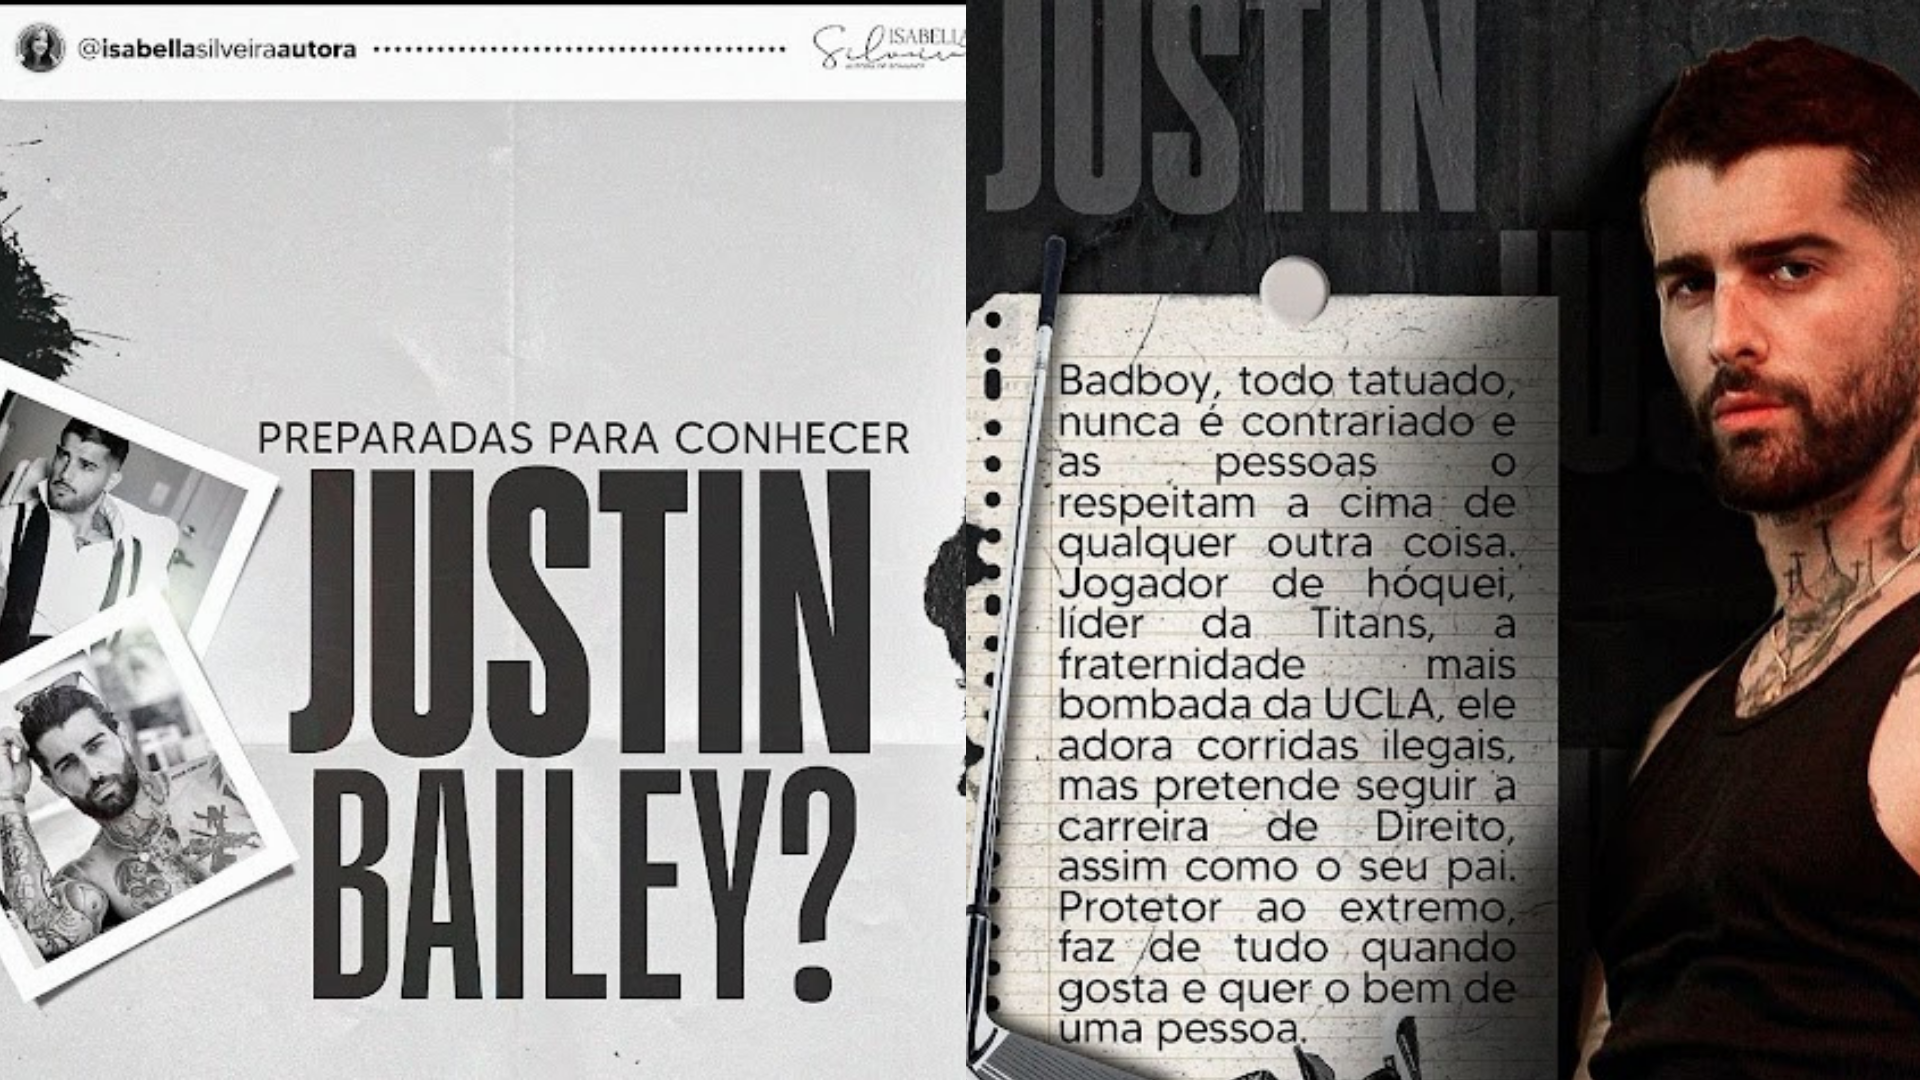 @isabellasilveiraautora
ISABELLA
Silveira
PREPARADAS PARA CONHECER
JUSTIN
BAILEY?
JUSTIN
Badboy, todo tatuado,
nunca é contrariado e
as pessoas o
respeitam a cima de
qualquer outra coisa.
Jogador de hóquei,
líder da Titans, a
fraternidade mais
bombada da UCLA, ele
adora corridas ilegais,
mas pretende seguir a
carreira de Direito,
assim como o seu pai.
Protetor ao extremo,
faz de tudo quando
gosta e quer o bem de
uma pessoa.